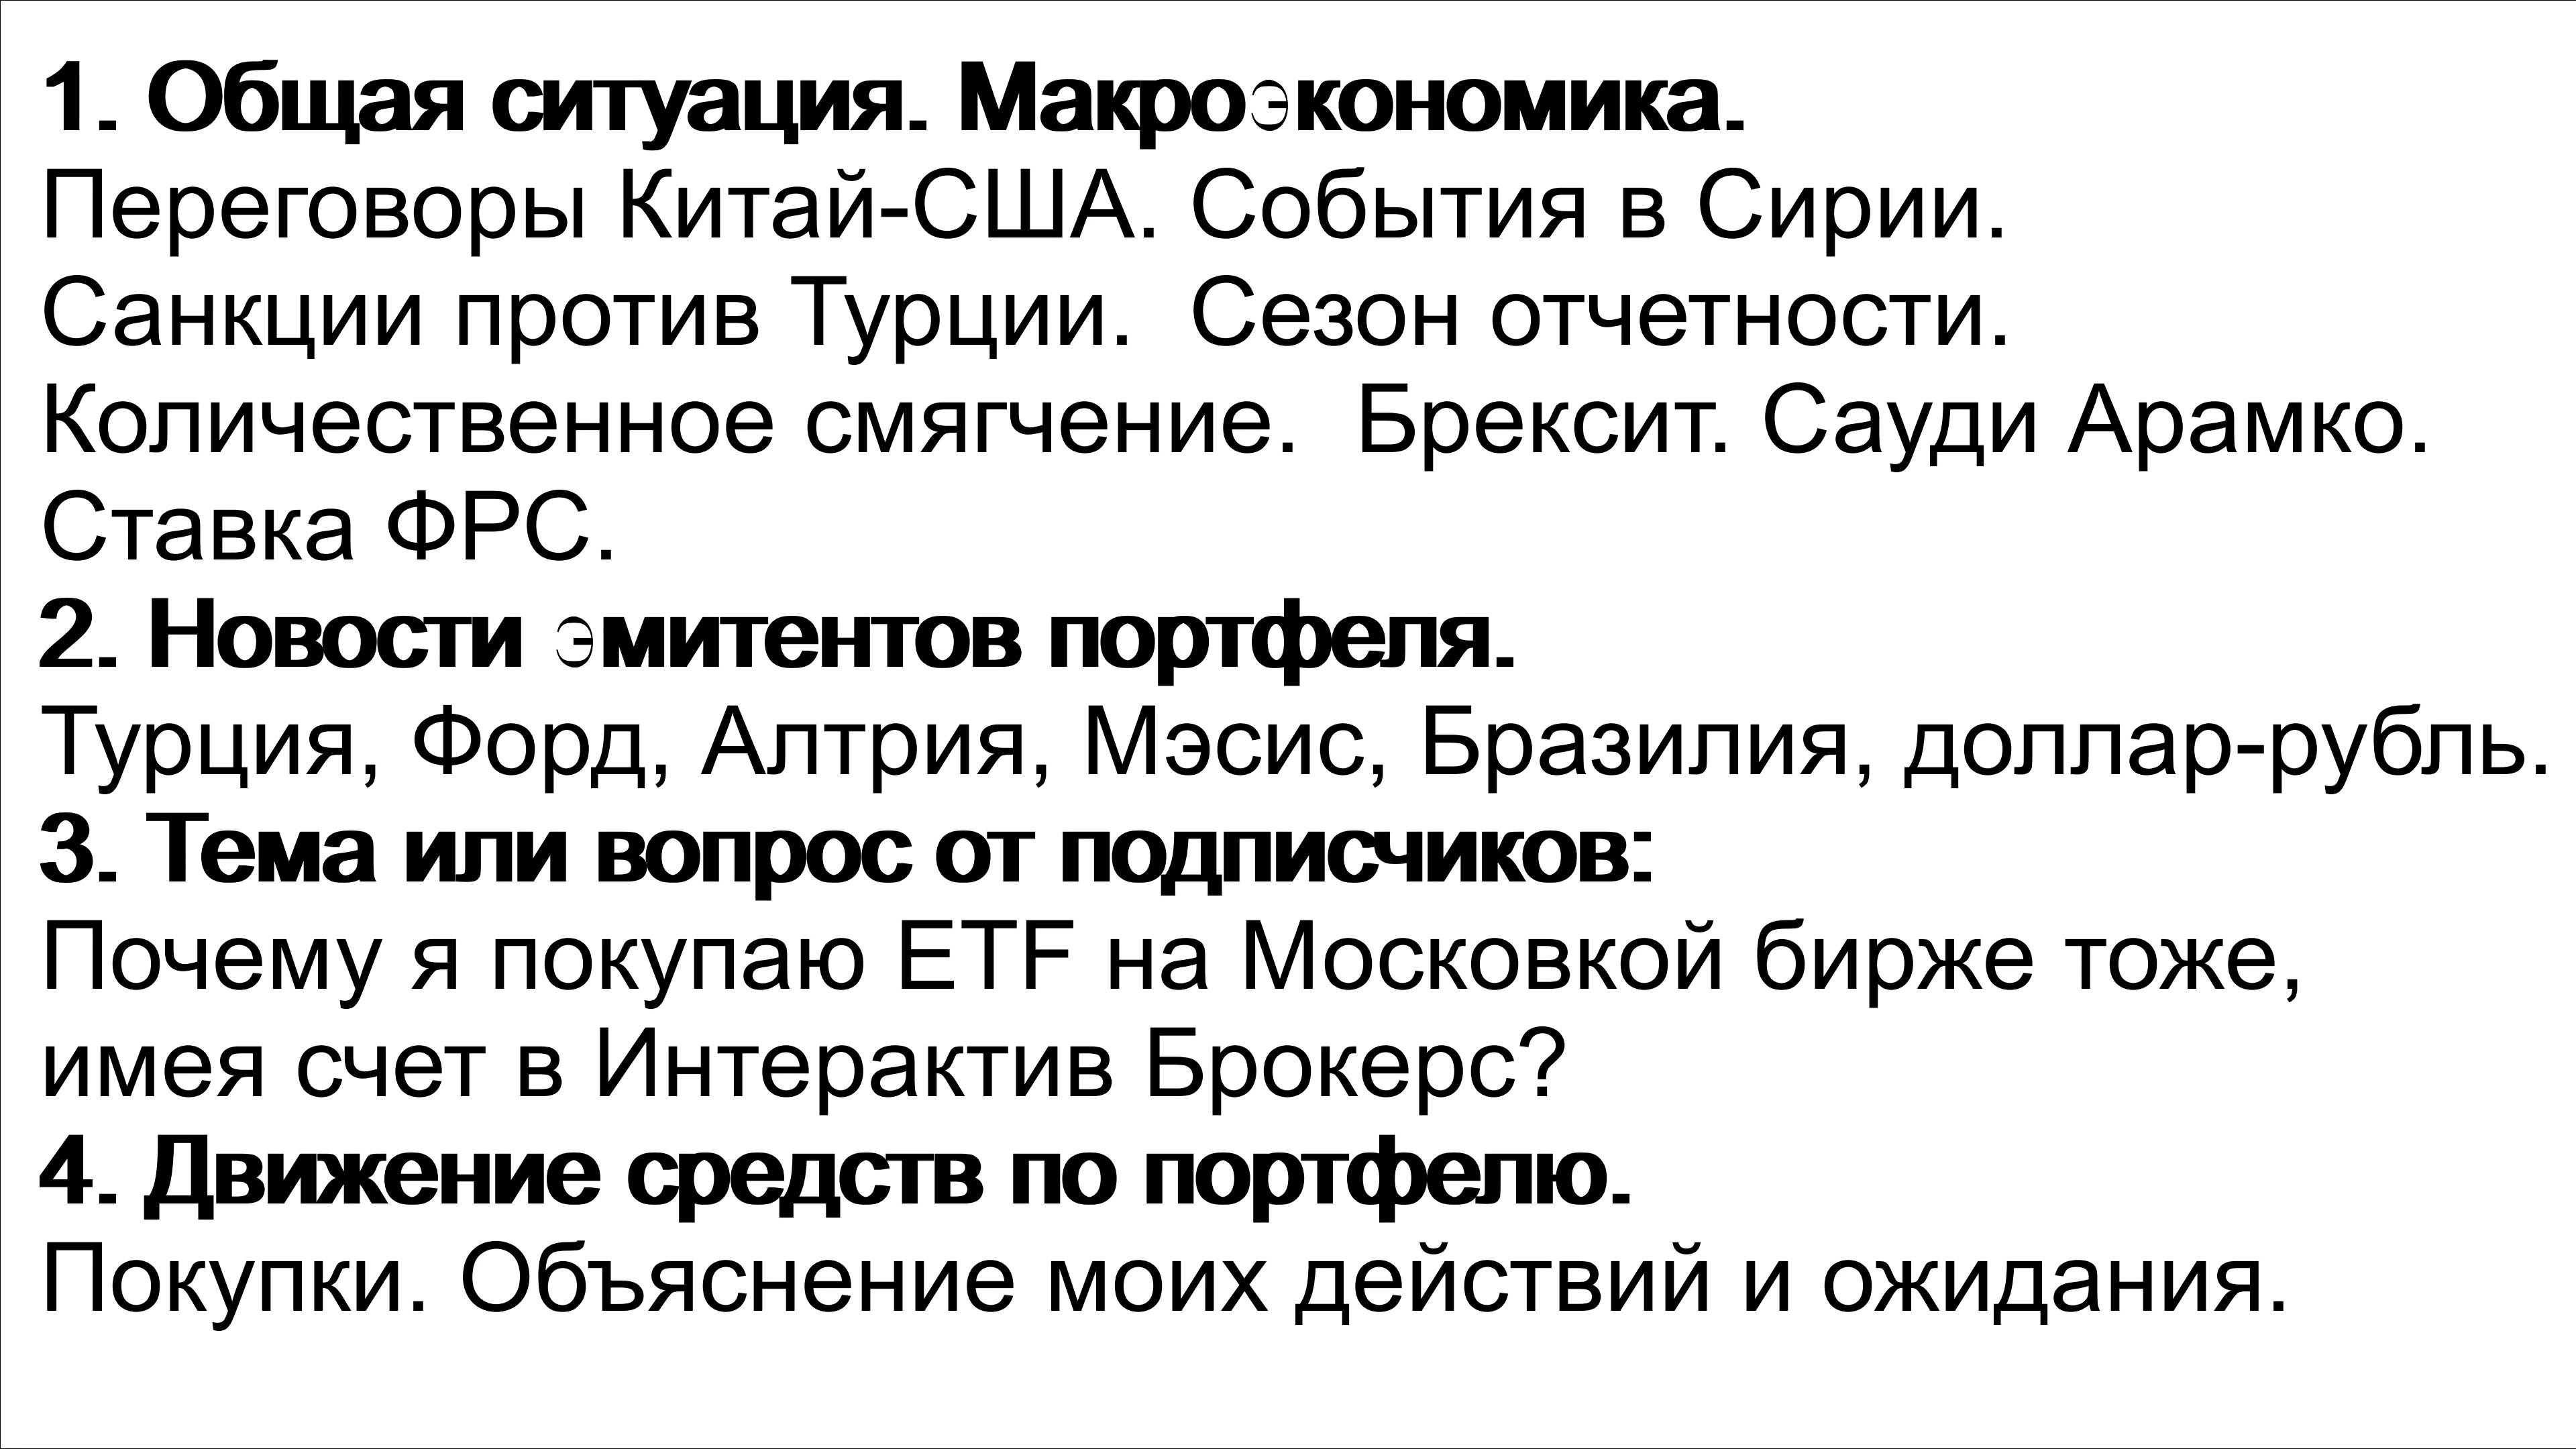 1. Общая ситуация. Макроэкономика.
Переговоры Китай-США. События в Сирии.
Санкции против Турции.  Сезон отчетности.
Количественное смягчение.  Брексит. Сауди Арамко.
Ставка ФРС.
2. Новости эмитентов портфеля.
Турция, Форд, Алтрия, Мэсис, Бразилия, доллар-рубль.
3. Тема или вопрос от подписчиков:
Почему я покупаю ETF на Московкой бирже тоже,
имея счет в Интерактив Брокерс?
4. Движение средств по портфелю.
Покупки. Объяснение моих действий и ожидания.